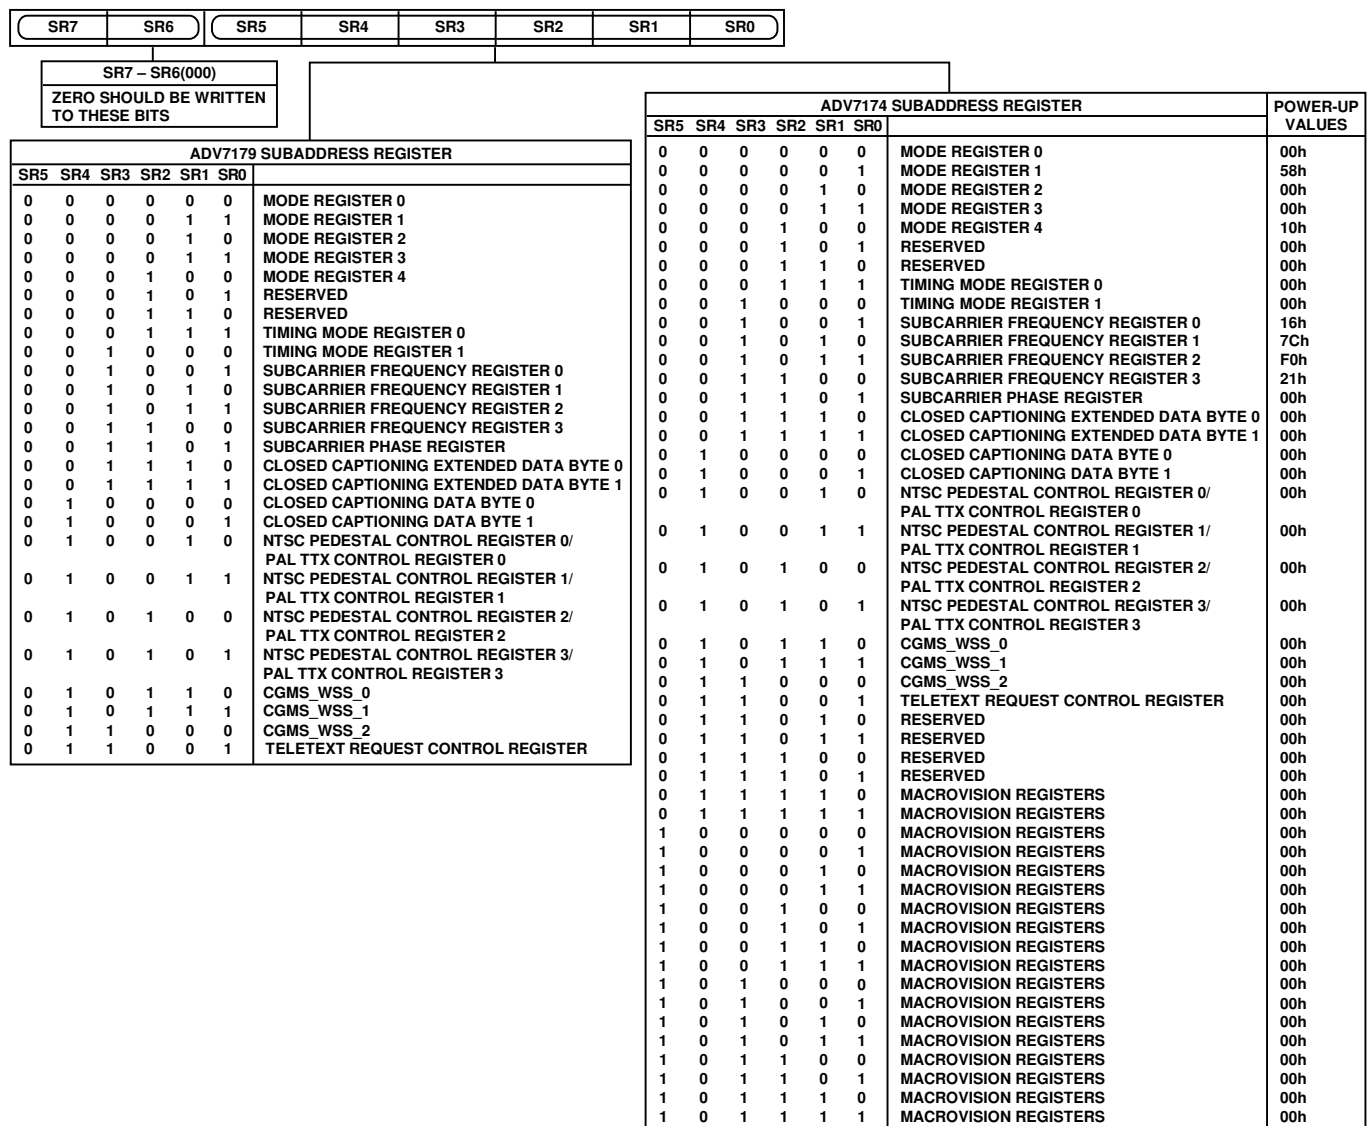 SR7 SR6 SR5 SR4 SR3 SR2 SR1 SR0
SR7 – SR6(000)
ZERO SHOULD BE WRITTEN
TO THESE BITS
ADV7179 SUBADDRESS REGISTER
SR5 SR4 SR3 SR2 SR1 SR0
0 0 0 0 0 0 MODE REGISTER 0
0 0 0 0 1 1 MODE REGISTER 1
0 0 0 0 1 0 MODE REGISTER 2
0 0 0 0 1 1 MODE REGISTER 3
0 0 0 1 0 0 MODE REGISTER 4
0 0 0 1 0 1 RESERVED
0 0 0 1 1 0 RESERVED
0 0 0 1 1 1 TIMING MODE REGISTER 0
0 0 1 0 0 0 TIMING MODE REGISTER 1
0 0 1 0 0 1 SUBCARRIER FREQUENCY REGISTER 0
0 0 1 0 1 0 SUBCARRIER FREQUENCY REGISTER 1
0 0 1 0 1 1 SUBCARRIER FREQUENCY REGISTER 2
0 0 1 1 0 0 SUBCARRIER FREQUENCY REGISTER 3
0 0 1 1 0 1 SUBCARRIER PHASE REGISTER
0 0 1 1 1 0 CLOSED CAPTIONING EXTENDED DATA BYTE 0
0 0 1 1 1 1 CLOSED CAPTIONING EXTENDED DATA BYTE 1
0 1 0 0 0 0 CLOSED CAPTIONING DATA BYTE 0
0 1 0 0 0 1 CLOSED CAPTIONING DATA BYTE 1
0 1 0 0 1 0 NTSC PEDESTAL CONTROL REGISTER 0/
PAL TTX CONTROL REGISTER 0
0 1 0 0 1 1 NTSC PEDESTAL CONTROL REGISTER 1/
PAL TTX CONTROL REGISTER 1
0 1 0 1 0 0 NTSC PEDESTAL CONTROL REGISTER 2/
PAL TTX CONTROL REGISTER 2
0 1 0 1 0 1 NTSC PEDESTAL CONTROL REGISTER 3/
PAL TTX CONTROL REGISTER 3
0 1 0 1 1 0 CGMS_WSS_0
0 1 0 1 1 1 CGMS_WSS_1
0 1 1 0 0 0 CGMS_WSS_2
0 1 1 0 0 1 TELETEXT REQUEST CONTROL REGISTER
ADV7174 SUBADDRESS REGISTER POWER-UP
SR5 SR4 SR3 SR2 SR1 SR0 VALUES
0 0 0 0 0 0 MODE REGISTER 0 00h
0 0 0 0 0 1 MODE REGISTER 1 58h
0 0 0 0 1 0 MODE REGISTER 2 00h
0 0 0 0 1 1 MODE REGISTER 3 00h
0 0 0 1 0 0 MODE REGISTER 4 10h
0 0 0 1 0 1 RESERVED 00h
0 0 0 1 1 0 RESERVED 00h
0 0 0 1 1 1 TIMING MODE REGISTER 0 00h
0 0 1 0 0 0 TIMING MODE REGISTER 1 00h
0 0 1 0 0 1 SUBCARRIER FREQUENCY REGISTER 0 16h
0 0 1 0 1 0 SUBCARRIER FREQUENCY REGISTER 1 7Ch
0 0 1 0 1 1 SUBCARRIER FREQUENCY REGISTER 2 F0h
0 0 1 1 0 0 SUBCARRIER FREQUENCY REGISTER 3 21h
0 0 1 1 0 1 SUBCARRIER PHASE REGISTER 00h
0 0 1 1 1 0 CLOSED CAPTIONING EXTENDED DATA BYTE 0 00h
0 0 1 1 1 1 CLOSED CAPTIONING EXTENDED DATA BYTE 1 00h
0 1 0 0 0 0 CLOSED CAPTIONING DATA BYTE 0 00h
0 1 0 0 0 1 CLOSED CAPTIONING DATA BYTE 1 00h
0 1 0 0 1 0 NTSC PEDESTAL CONTROL REGISTER 0/ 00h
PAL TTX CONTROL REGISTER 0
0 1 0 0 1 1 NTSC PEDESTAL CONTROL REGISTER 1/ 00h
PAL TTX CONTROL REGISTER 1
0 1 0 1 0 0 NTSC PEDESTAL CONTROL REGISTER 2/ 00h
PAL TTX CONTROL REGISTER 2
0 1 0 1 0 1 NTSC PEDESTAL CONTROL REGISTER 3/ 00h
PAL TTX CONTROL REGISTER 3
0 1 0 1 1 0 CGMS_WSS_0 00h
0 1 0 1 1 1 CGMS_WSS_1 00h
0 1 1 0 0 0 CGMS_WSS_2 00h
0 1 1 0 0 1 TELETEXT REQUEST CONTROL REGISTER 00h
0 1 1 0 1 0 RESERVED 00h
0 1 1 0 1 1 RESERVED 00h
0 1 1 1 0 0 RESERVED 00h
0 1 1 1 0 1 RESERVED 00h
0 1 1 1 1 0 MACROVISION REGISTERS 00h
0 1 1 1 1 1 MACROVISION REGISTERS 00h
1 0 0 0 0 0 MACROVISION REGISTERS 00h
1 0 0 0 0 1 MACROVISION REGISTERS 00h
1 0 0 0 1 0 MACROVISION REGISTERS 00h
1 0 0 0 1 1 MACROVISION REGISTERS 00h
1 0 0 1 0 0 MACROVISION REGISTERS 00h
1 0 0 1 0 1 MACROVISION REGISTERS 00h
1 0 0 1 1 0 MACROVISION REGISTERS 00h
1 0 0 1 1 1 MACROVISION REGISTERS 00h
1 0 1 0 0 0 MACROVISION REGISTERS 00h
1 0 1 0 0 1 MACROVISION REGISTERS 00h
1 0 1 0 1 0 MACROVISION REGISTERS 00h
1 0 1 0 1 1 MACROVISION REGISTERS 00h
1 0 1 1 0 0 MACROVISION REGISTERS 00h
1 0 1 1 0 1 MACROVISION REGISTERS 00h
1 0 1 1 1 0 MACROVISION REGISTERS 00h
1 0 1 1 1 1 MACROVISION REGISTERS 00h